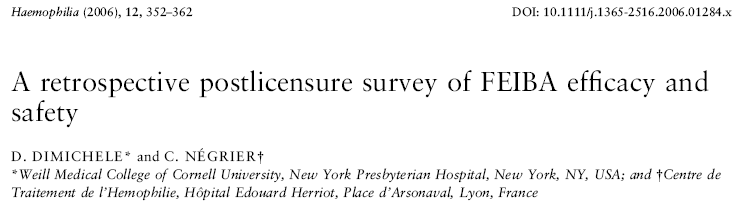 Haemophilia (2006), 12, 352–362 DOI: 10.1111/j.1365-2516.2006.01284.x
A retrospective postlicensure survey of FEIBA efficacy and
safety
D. DIMICHELE* and C. NÉGRIER†
*Weill Medical College of Cornell University, New York Presbyterian Hospital, New York, NY, USA; and †Centre de
Traitement de l'Hemophilie, Hôpital Edouard Herriot, Place d'Arsonaval, Lyon, France